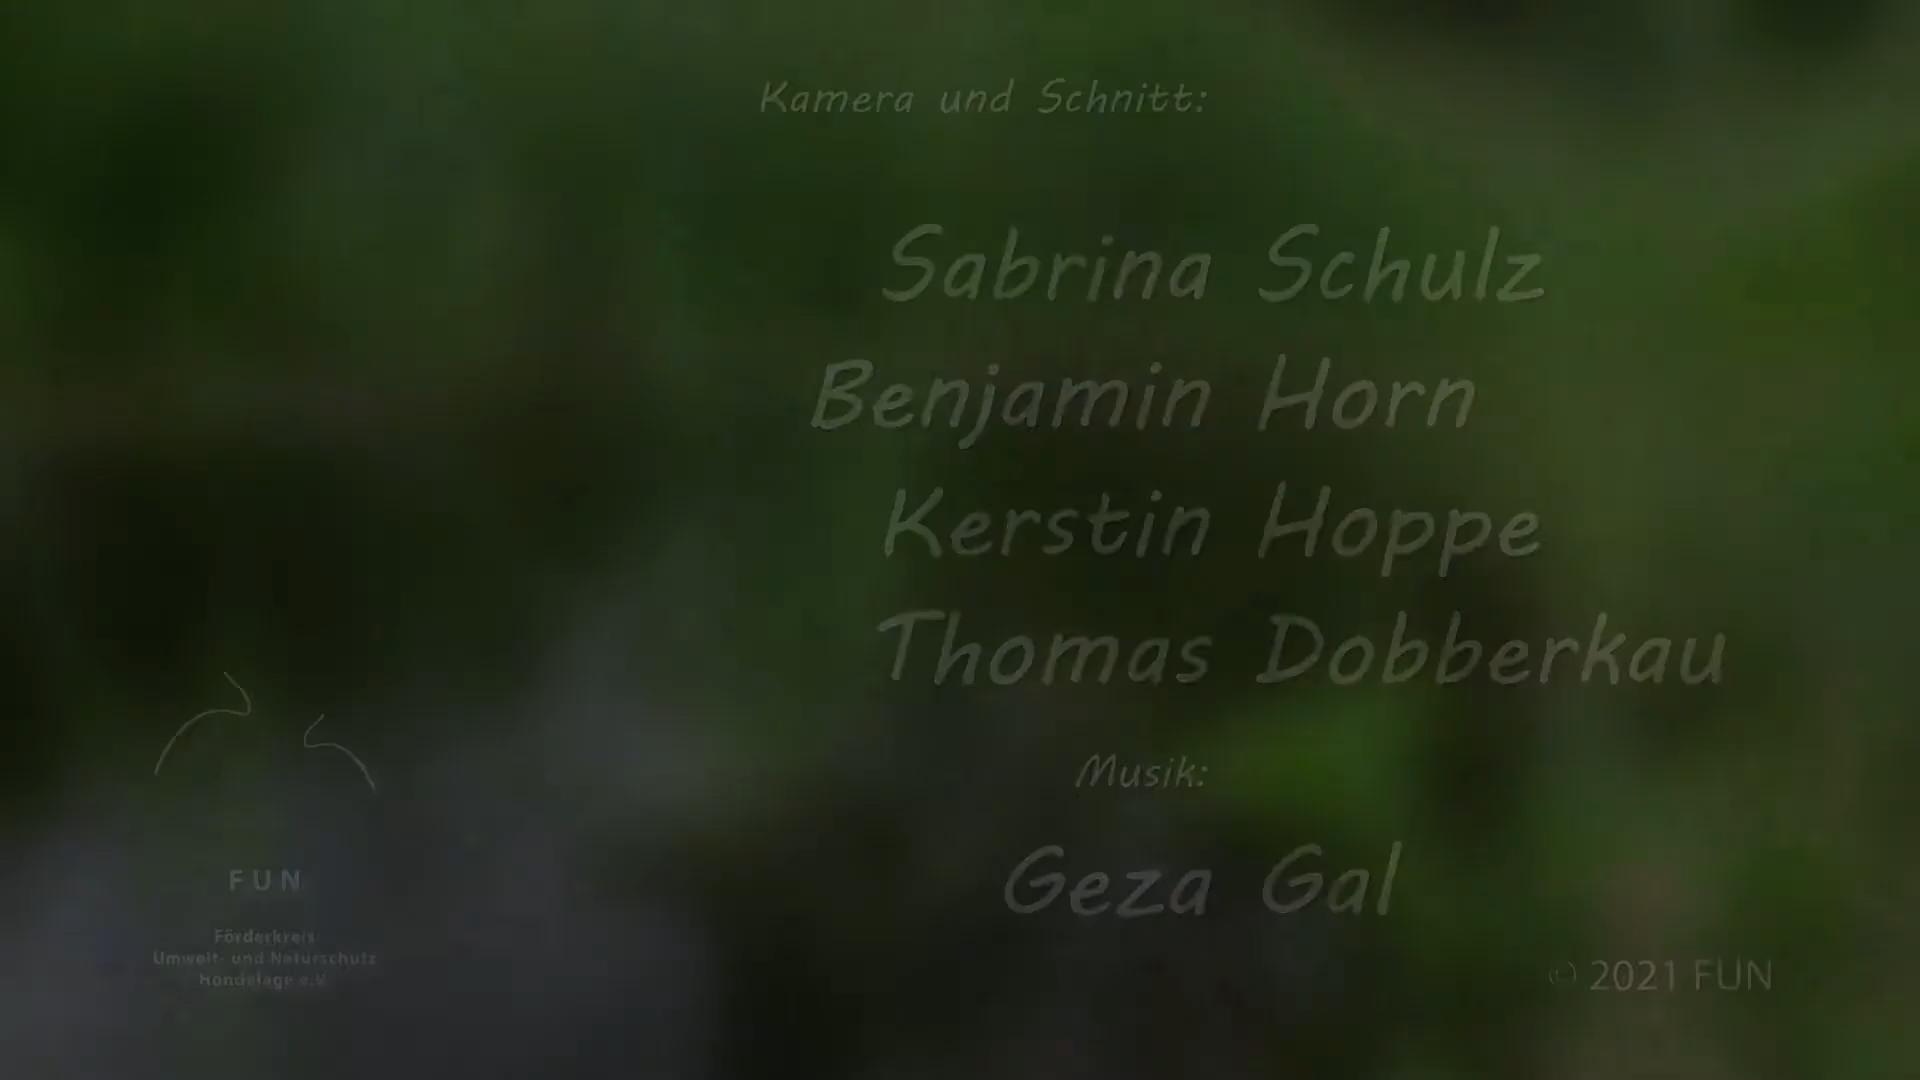 Kamera und Schnitt:
Sabrina Schulz
Benjamin Horn
Kerstin Hoppe
Thomas Dobberkau
Musik:
Geza Gal
FUN
Förderkreis
Umwelt- und Naturschutz
Hondelage e.V.
© 2021 FUN